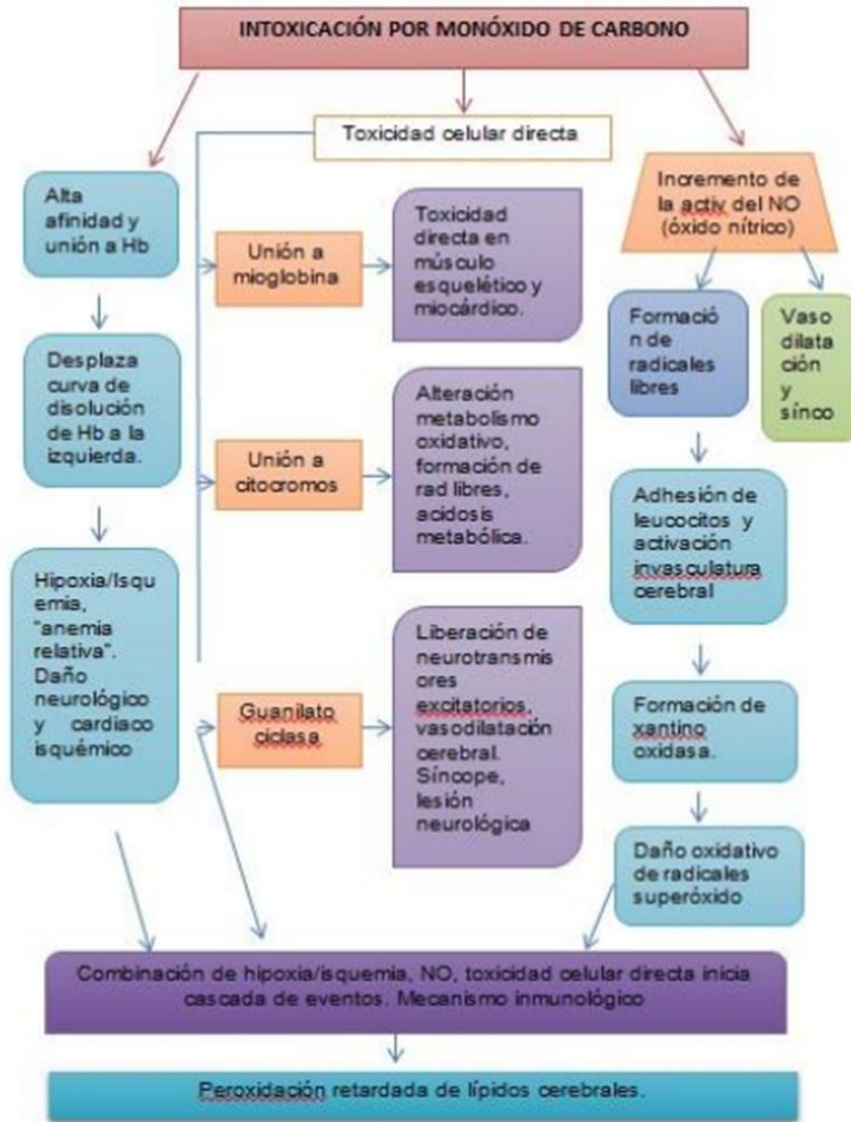 INTOXICACIÓN POR MONÓXIDO DE CARBONO
Toxicidad celular directa
Alta
afinidad y
unión a Hb
Desplaza
curva de
disolución
de Hb a la
izquierda.
Hipoxia/Isqu
emia,
"anemia
relativa".
Daño
neurológico
y cardiaco
isquémico
Unión a
mioglobina
Toxicidad
directa en
músculo
esquelético y
miocárdico.
Unión a
citocromos
Alteración
metabolismo
oxidativo,
formación de
rad libres,
acidosis
metabólica.
Guanilato
ciclasa
Liberación de
neurotransmis
ores
excitatorios,
vasodilatación
cerebral.
Síncope,
lesión
neurológica
Incremento de
la activ del NO
(óxido nítrico)
Formació
n de
radicales
libres
Vaso
dilata
ción
y
sínco
Adhesión de
leucocitos y
activación
invasculatura
cerebral
Formación de
xantino
oxidasa.
Daño oxidativo
de radicales
superóxido
Combinación de hipoxia/isquemia, NO, toxicidad celular directa inicia
cascada de eventos. Mecanismo inmunológico
Peroxidación retardada de lípidos cerebrales.